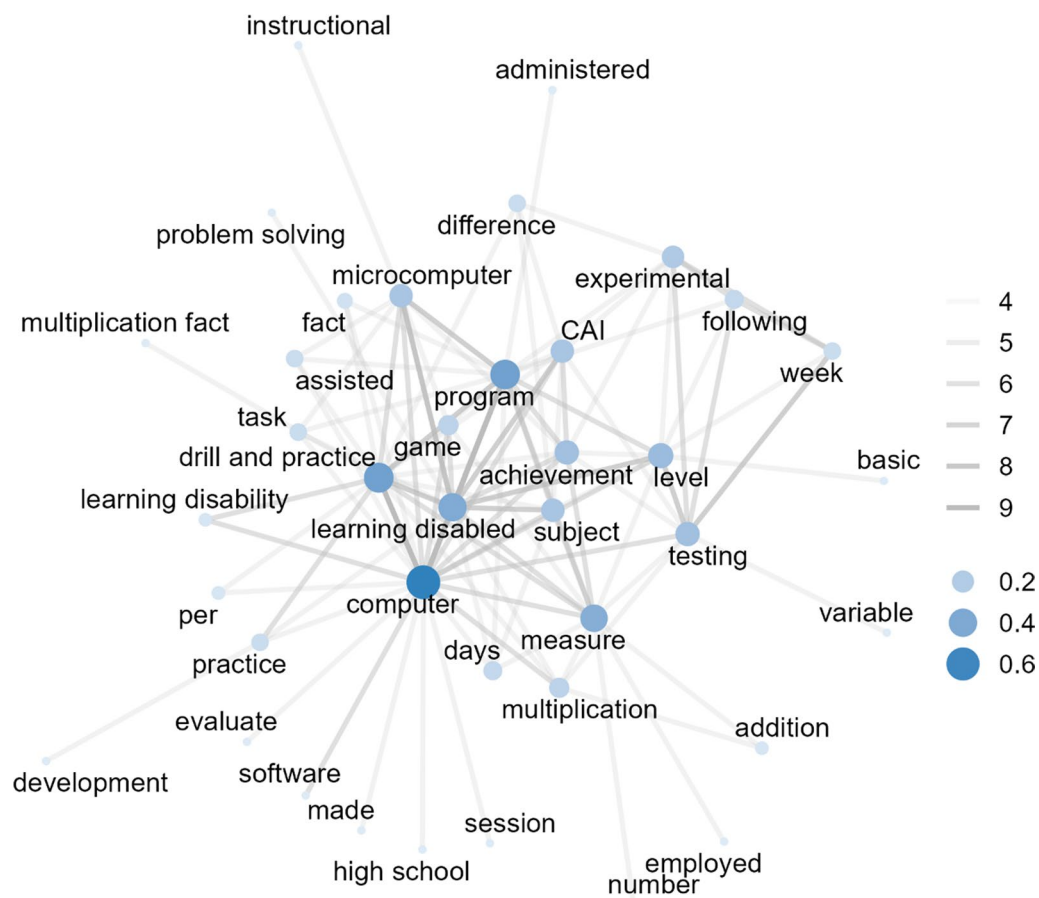 instructional
administered
difference
problem solving
microcomputer
experimental
fact
multiplication fact
CAI
following
assisted
week
program
task
game
drill and practice
achievement
level
basic
learning disability
learning disabled
subject
testing
computer
per
variable
measure
days
practice
multiplication
evaluate
addition
development
software
made
session
high school
employed
number
4
5
6
7
8
9
0.2
0.4
0.6